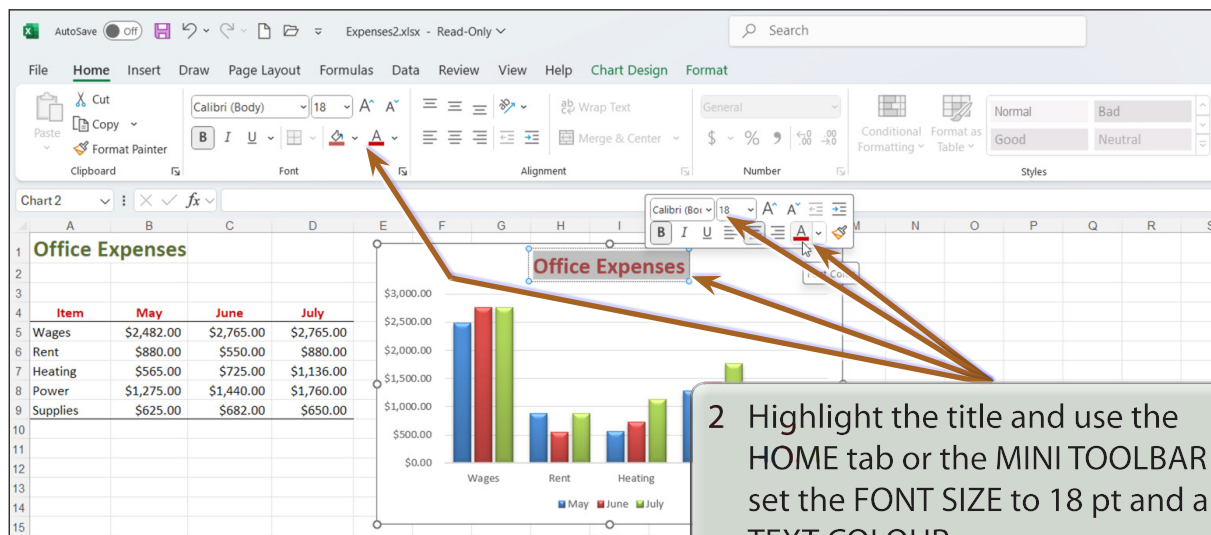 AutoSave Off Expenses2.xlsx - Read-Only Search
File Home Insert Draw Page Layout Formulas Data Review View Help Chart Design Format
Paste
Cut
Copy
Format Painter
Clipboard
Calibri (Body) 18 A^ A˅
B I U A
Font
ab Wrap Text
Merge & Center
Alignment
General
$ % 9 .00
Number
Conditional Formatting
Format as Table
Normal Bad
Good Neutral
Styles
Chart 2 fx
Calibri (Bo 18 A^ A˅
B I U A
A B C D E F G H I M N O P Q R S
1 Office Expenses
2
3
4 Item May June July
5 Wages $2,482.00 $2,765.00 $2,765.00
6 Rent $880.00 $550.00 $880.00
7 Heating $565.00 $725.00 $1,136.00
8 Power $1,275.00 $1,440.00 $1,760.00
9 Supplies $625.00 $682.00 $650.00
10
11
12
13
14
15
Office Expenses
$3,000.00
$2,500.00
$2,000.00
$1,500.00
$1,000.00
$500.00
$0.00
Wages Rent Heating
May June July
2 Highlight the title and use the
HOME tab or the MINI TOOLBAR
set the FONT SIZE to 18 pt and a
TEXT COLOUR